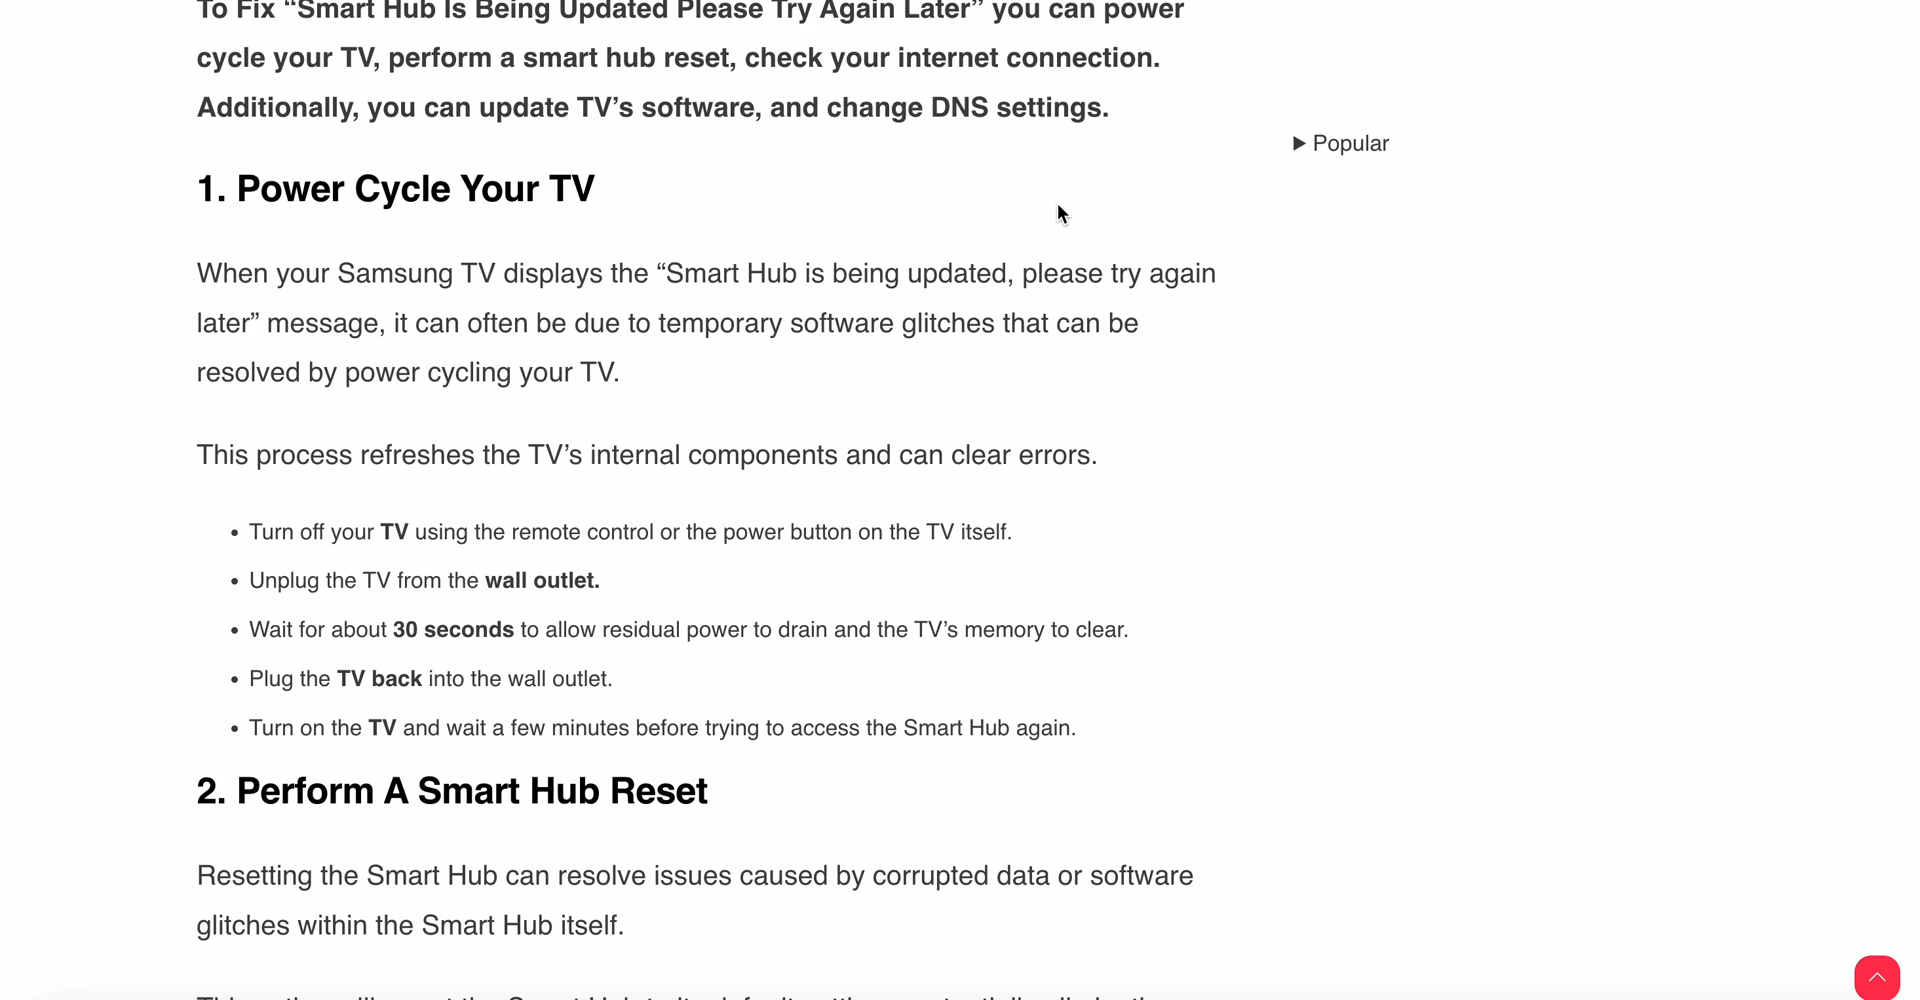 To Fix “Smart Hub Is Being Updated Please Try Again Later” you can power
cycle your TV, perform a smart hub reset, check your internet connection.
Additionally, you can update TV’s software, and change DNS settings.
▶ Popular
1. Power Cycle Your TV
When your Samsung TV displays the “Smart Hub is being updated, please try again
later” message, it can often be due to temporary software glitches that can be
resolved by power cycling your TV.
This process refreshes the TV’s internal components and can clear errors.
• Turn off your TV using the remote control or the power button on the TV itself.
• Unplug the TV from the wall outlet.
• Wait for about 30 seconds to allow residual power to drain and the TV’s memory to clear.
• Plug the TV back into the wall outlet.
• Turn on the TV and wait a few minutes before trying to access the Smart Hub again.
2. Perform A Smart Hub Reset
Resetting the Smart Hub can resolve issues caused by corrupted data or software
glitches within the Smart Hub itself.